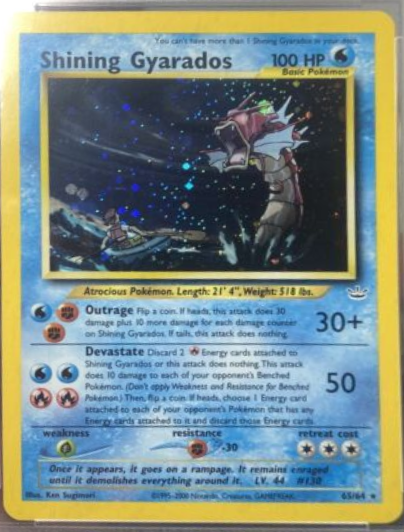 You can't have more than 1 Shining Gyarados in your deck.
Shining Gyarados 100 HP
Basic Pokémon
Atrocious Pokémon. Length: 21' 4", Weight: 518 lbs.
Outrage Flip a coin. If heads, this attack does 30
damage plus 10 more damage for each damage counter
on Shining Gyarados. If tails, this attack does nothing.
30+
Devastate Discard 2 Energy cards attached to
Shining Gyarados or this attack does nothing. This attack
does 10 damage to each of your opponent's Benched
Pokémon. (Don't apply Weakness and Resistance for Benched
Pokémon.) Then, flip a coin. If heads, choose 1 Energy card
attached to each of your opponent's Pokémon that has any
Energy cards attached to it and discard those Energy cards.
50
weakness resistance retreat cost
-30
Once it appears, it goes on a rampage. It remains enraged
until it demolishes everything around it. LV. 44 #130
Illus. Ken Sugimori ©1995-2000 Nintendo, Creatures, GAMEFREAK. 65/64 ★